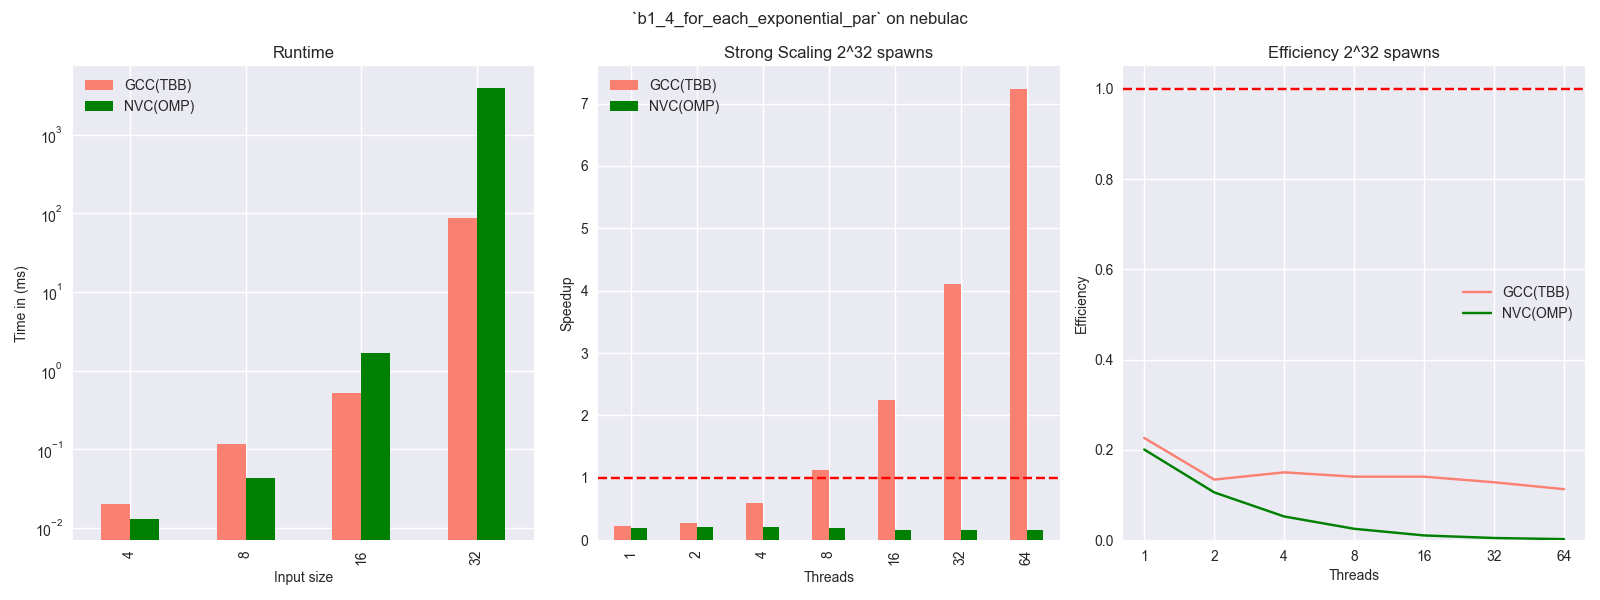 `b1_4_for_each_exponential_par` on nebulac
Runtime
GCC(TBB)
NVC(OMP)
10^3
10^2
10^1
10^0
10^−1
10^−2
Time in (ms)
4
8
16
32
Input size
Strong Scaling 2^32 spawns
GCC(TBB)
NVC(OMP)
7
6
5
4
3
2
1
0
Speedup
1
2
4
8
16
32
64
Threads
Efficiency 2^32 spawns
1.0
0.8
0.6
0.4
0.2
0.0
Efficiency
GCC(TBB)
NVC(OMP)
1
2
4
8
16
32
64
Threads